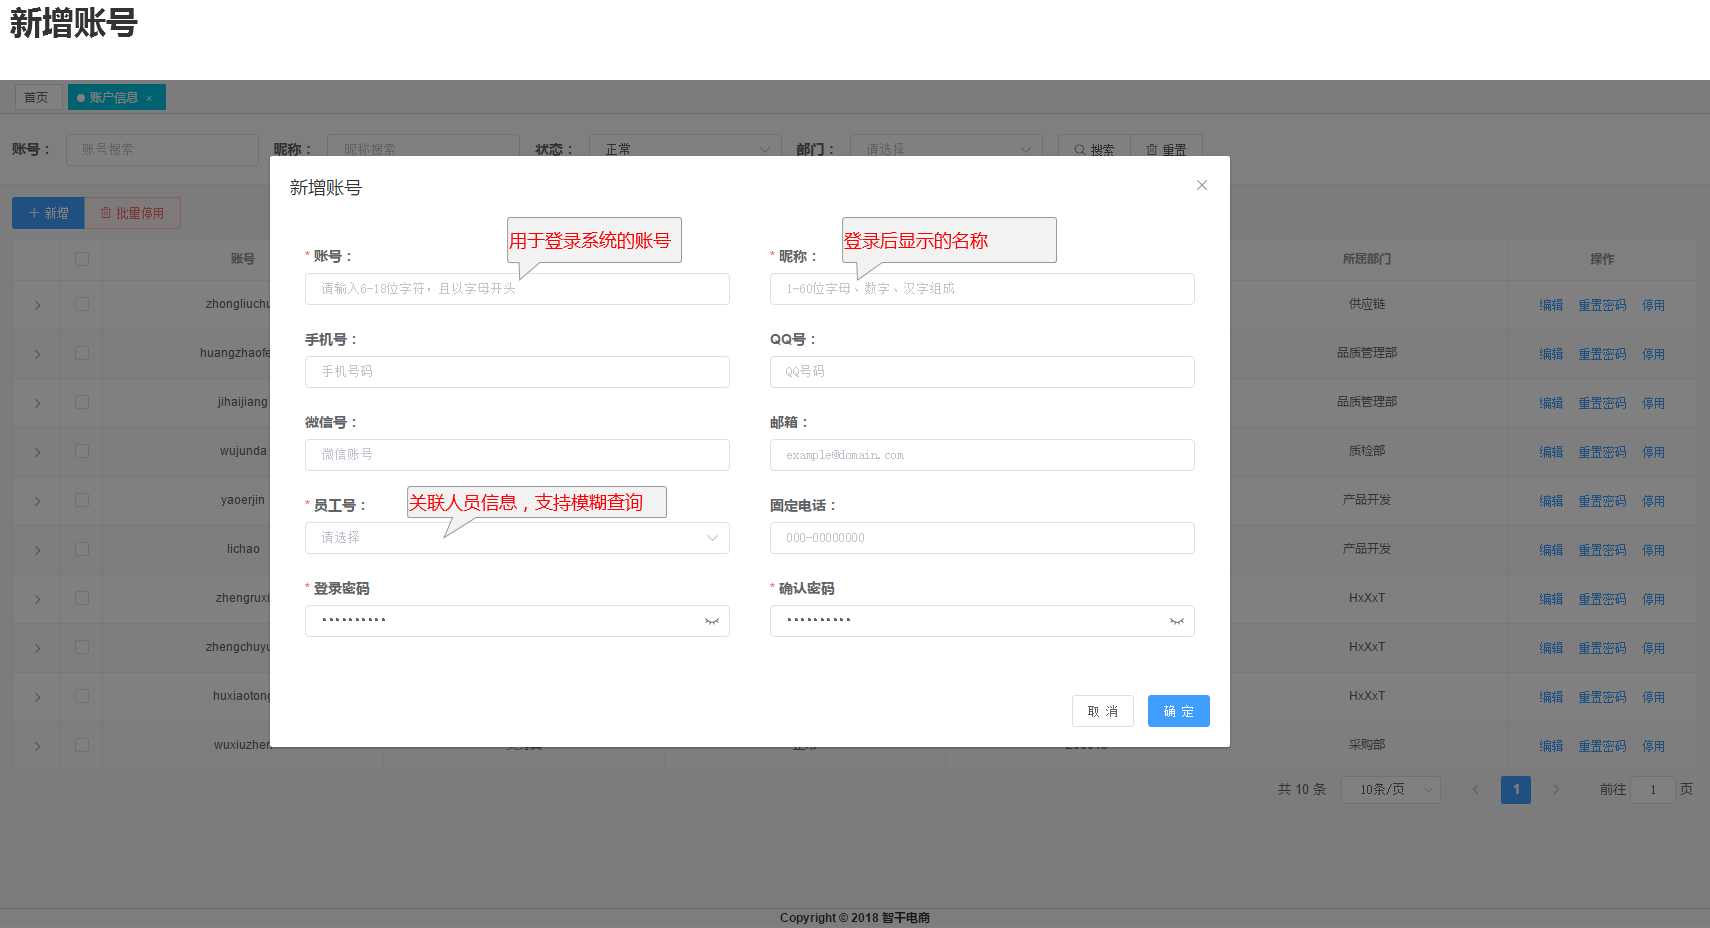 新增账号
首页
账户信息 ×
账号： 账号搜索 昵称： 昵称搜索 状态： 正常 部门： 请选择 搜索 重置
新增 批量停用
账号 所属部门 操作
zhongliuchu 供应链 编辑 重置密码 停用
huangzhaofe 品质管理部 编辑 重置密码 停用
jihaijiang 品质管理部 编辑 重置密码 停用
wujunda 质检部 编辑 重置密码 停用
yaoerjin 产品开发 编辑 重置密码 停用
lichao 产品开发 编辑 重置密码 停用
zhengruxi HxXxT 编辑 重置密码 停用
zhengchuyu HxXxT 编辑 重置密码 停用
huxiaotong HxXxT 编辑 重置密码 停用
wuxiuzhen 采购部 编辑 重置密码 停用
共 10 条 10条/页 1 前往 1 页
新增账号
用于登录系统的账号
登录后显示的名称
* 账号：
* 昵称：
请输入6-18位字符，且以字母开头
1-60位字母、数字、汉字组成
手机号：
QQ号：
手机号码
QQ号码
微信号：
邮箱：
微信账号
example@domain.com
关联人员信息，支持模糊查询
* 员工号：
固定电话：
请选择
000-00000000
* 登录密码
* 确认密码
••••••••••
••••••••••
取 消
确 定
Copyright © 2018 智干电商